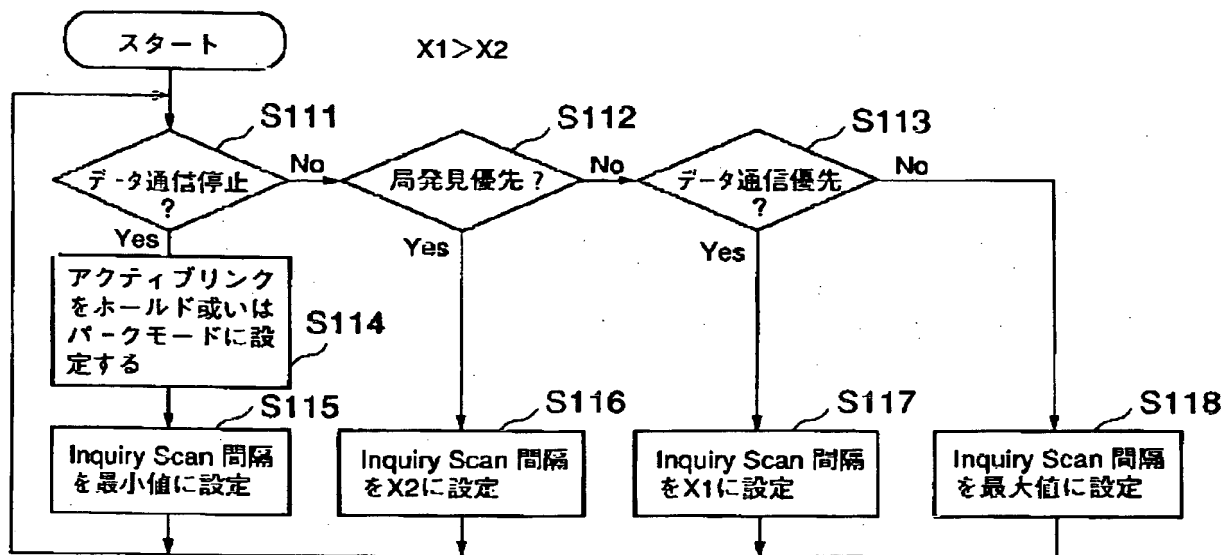 スタート
X1>X2
S111
データ通信停止
?
No
Yes
S112
局発見優先?
No
Yes
S113
データ通信優先
?
No
Yes
アクティブリンク
をホールド或いは
パークモードに設
定する
S114
S115
Inquiry Scan 間隔
を最小値に設定
S116
Inquiry Scan 間隔
をX2に設定
S117
Inquiry Scan 間隔
をX1に設定
S118
Inquiry Scan 間隔
を最大値に設定